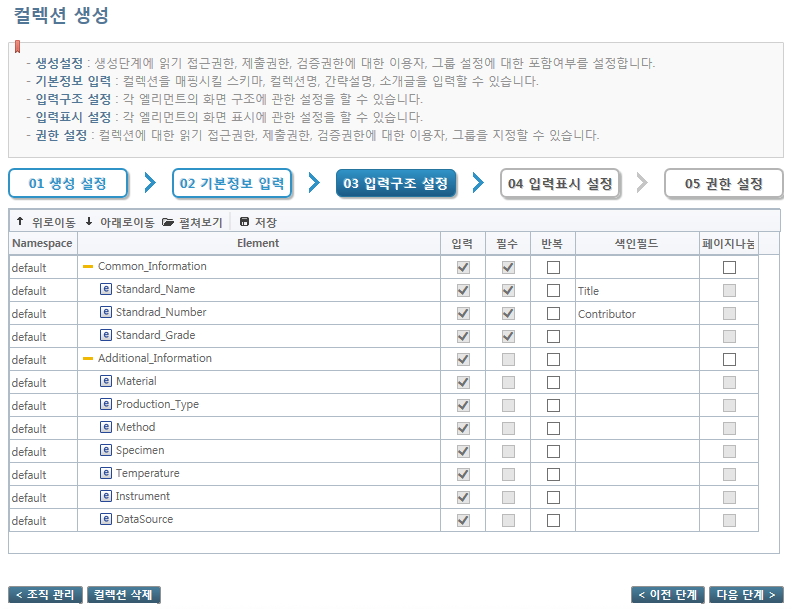 컬렉션 생성
- 생성설정 : 생성단계에 읽기 접근권한, 제출권한, 검증권한에 대한 이용자, 그룹 설정에 대한 포함여부를 설정합니다.
- 기본정보 입력 : 컬렉션을 매핑시킬 스키마, 컬렉션명, 간략설명, 소개글을 입력할 수 있습니다.
- 입력구조 설정 : 각 엘리먼트의 화면 구조에 관한 설정을 할 수 있습니다.
- 입력표시 설정 : 각 엘리먼트의 화면 표시에 관한 설정을 할 수 있습니다.
- 권한 설정 : 컬렉션에 대한 읽기 접근권한, 제출권한, 검증권한에 대한 이용자, 그룹을 지정할 수 있습니다.
01 생성 설정 02 기본정보 입력 03 입력구조 설정 04 입력표시 설정 05 권한 설정
위로이동 아래로이동 펼쳐보기 저장
Namespace Element 입력 필수 반복 색인필드 페이지나눔
default Common_Information
default Standard_Name Title
default Standrad_Number Contributor
default Standard_Grade
default Additional_Information
default Material
default Production_Type
default Method
default Specimen
default Temperature
default Instrument
default DataSource
< 조직 관리 컬렉션 삭제 < 이전 단계 다음 단계 >